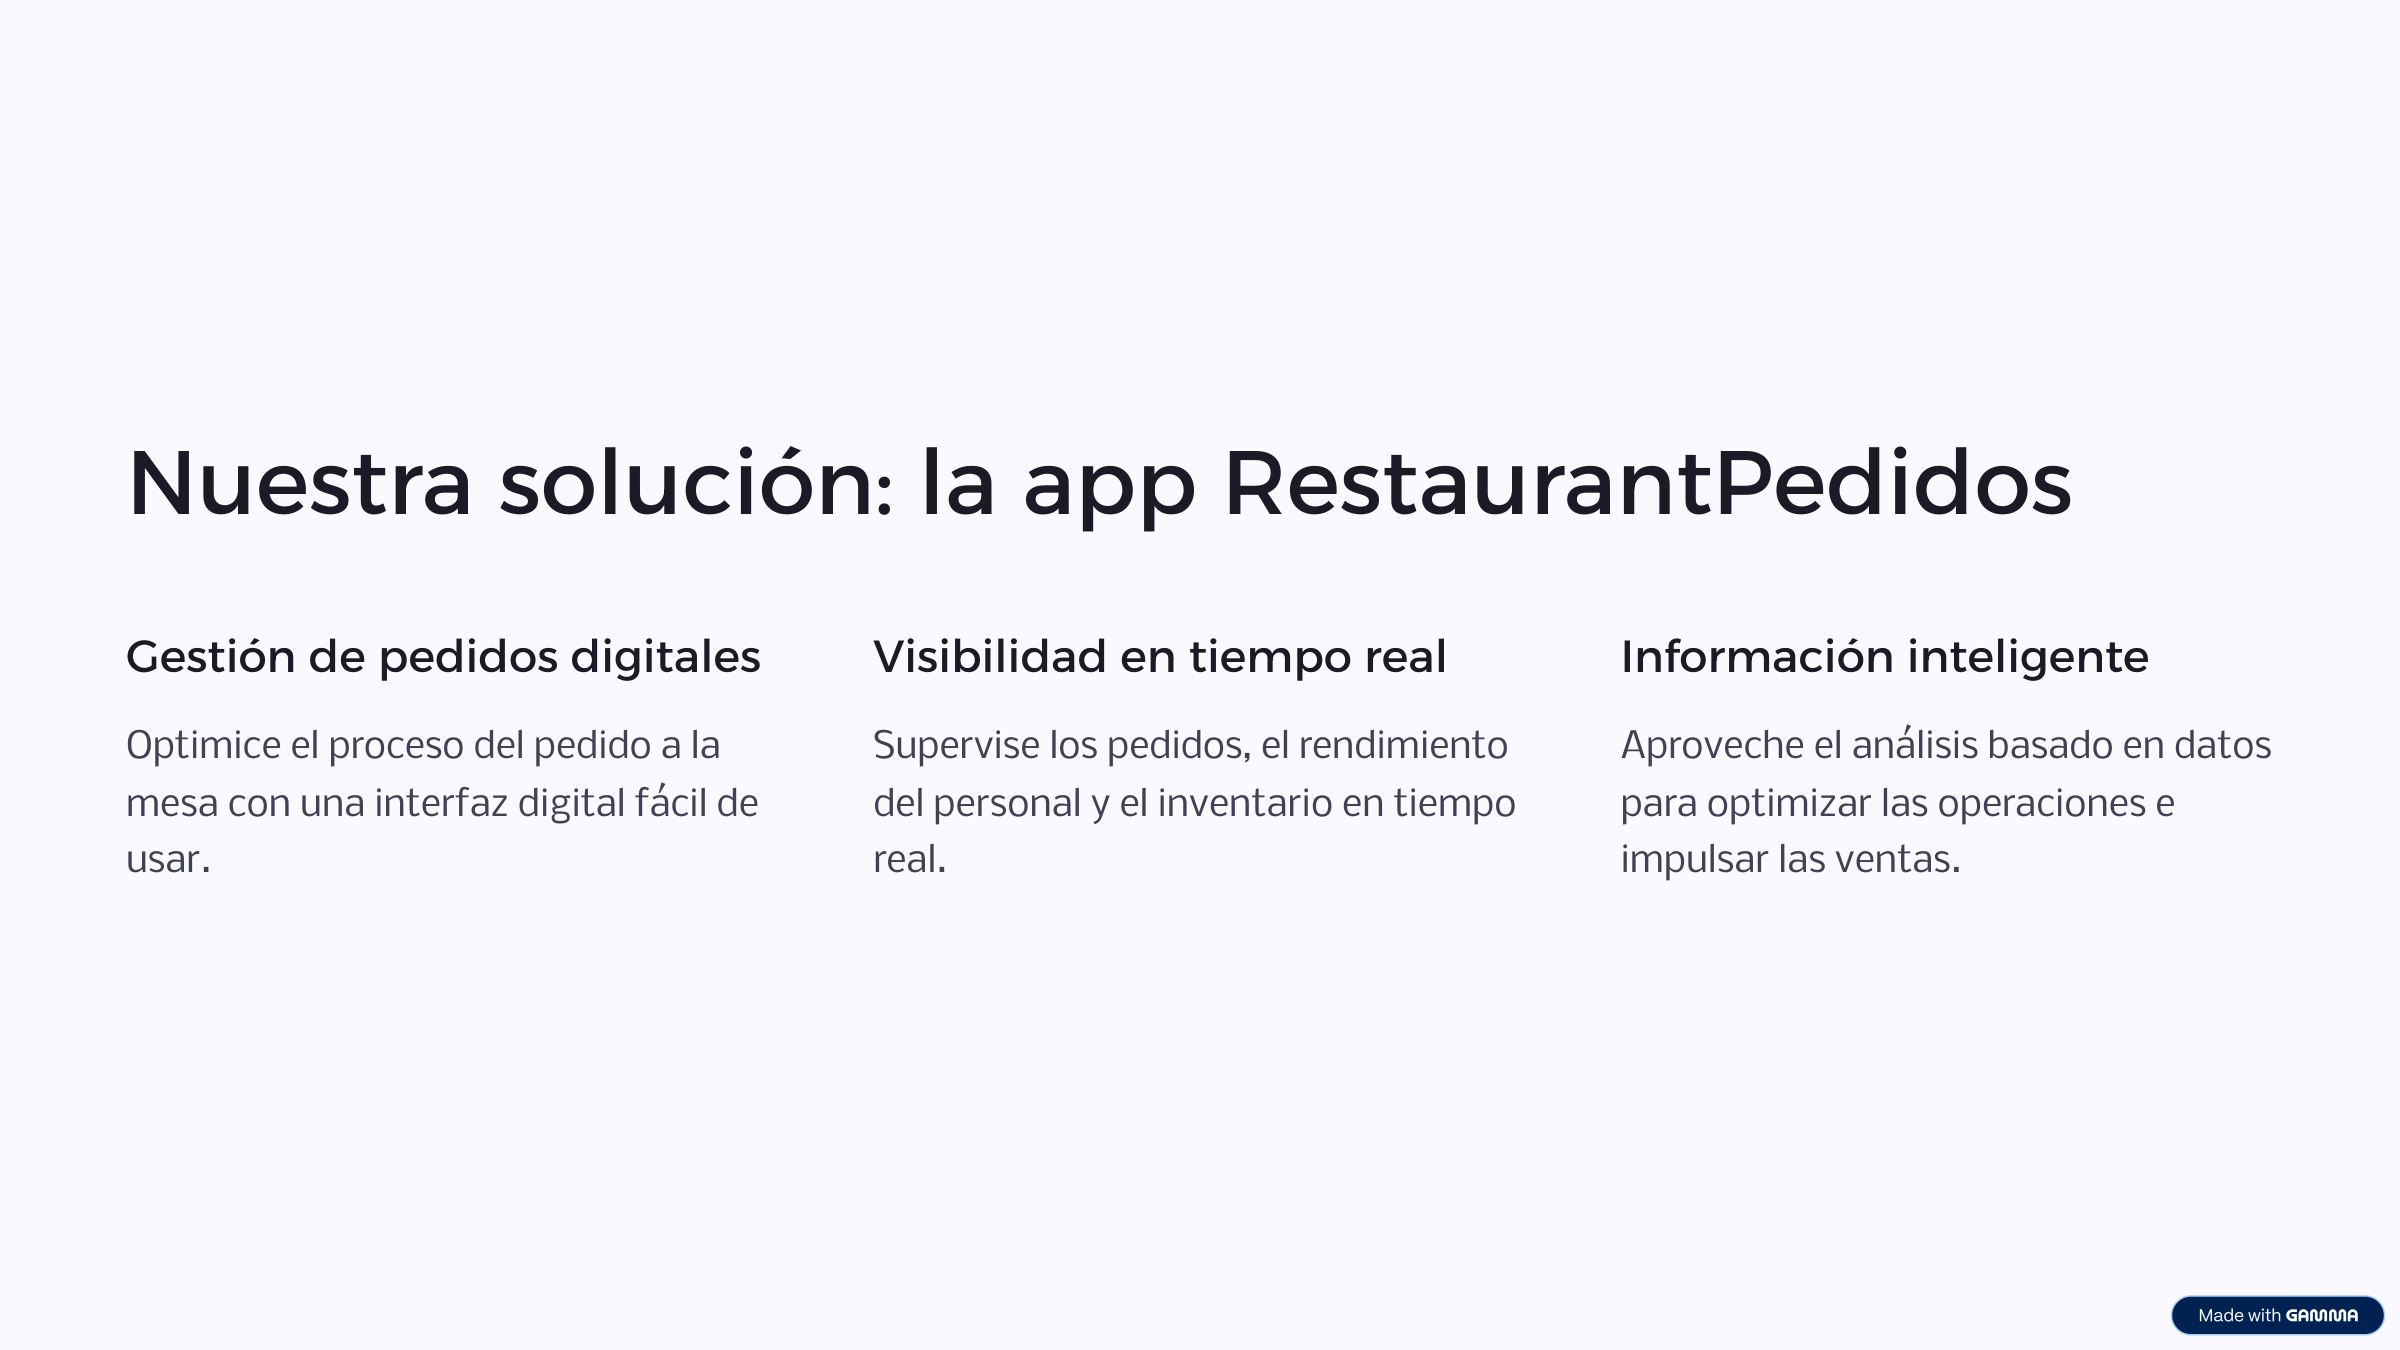 Nuestra solución: la app RestaurantPedidos
Gestión de pedidos digitales
Optimice el proceso del pedido a la
mesa con una interfaz digital fácil de
usar.
Visibilidad en tiempo real
Supervise los pedidos, el rendimiento
del personal y el inventario en tiempo
real.
Información inteligente
Aproveche el análisis basado en datos
para optimizar las operaciones e
impulsar las ventas.
Made with GAMMA